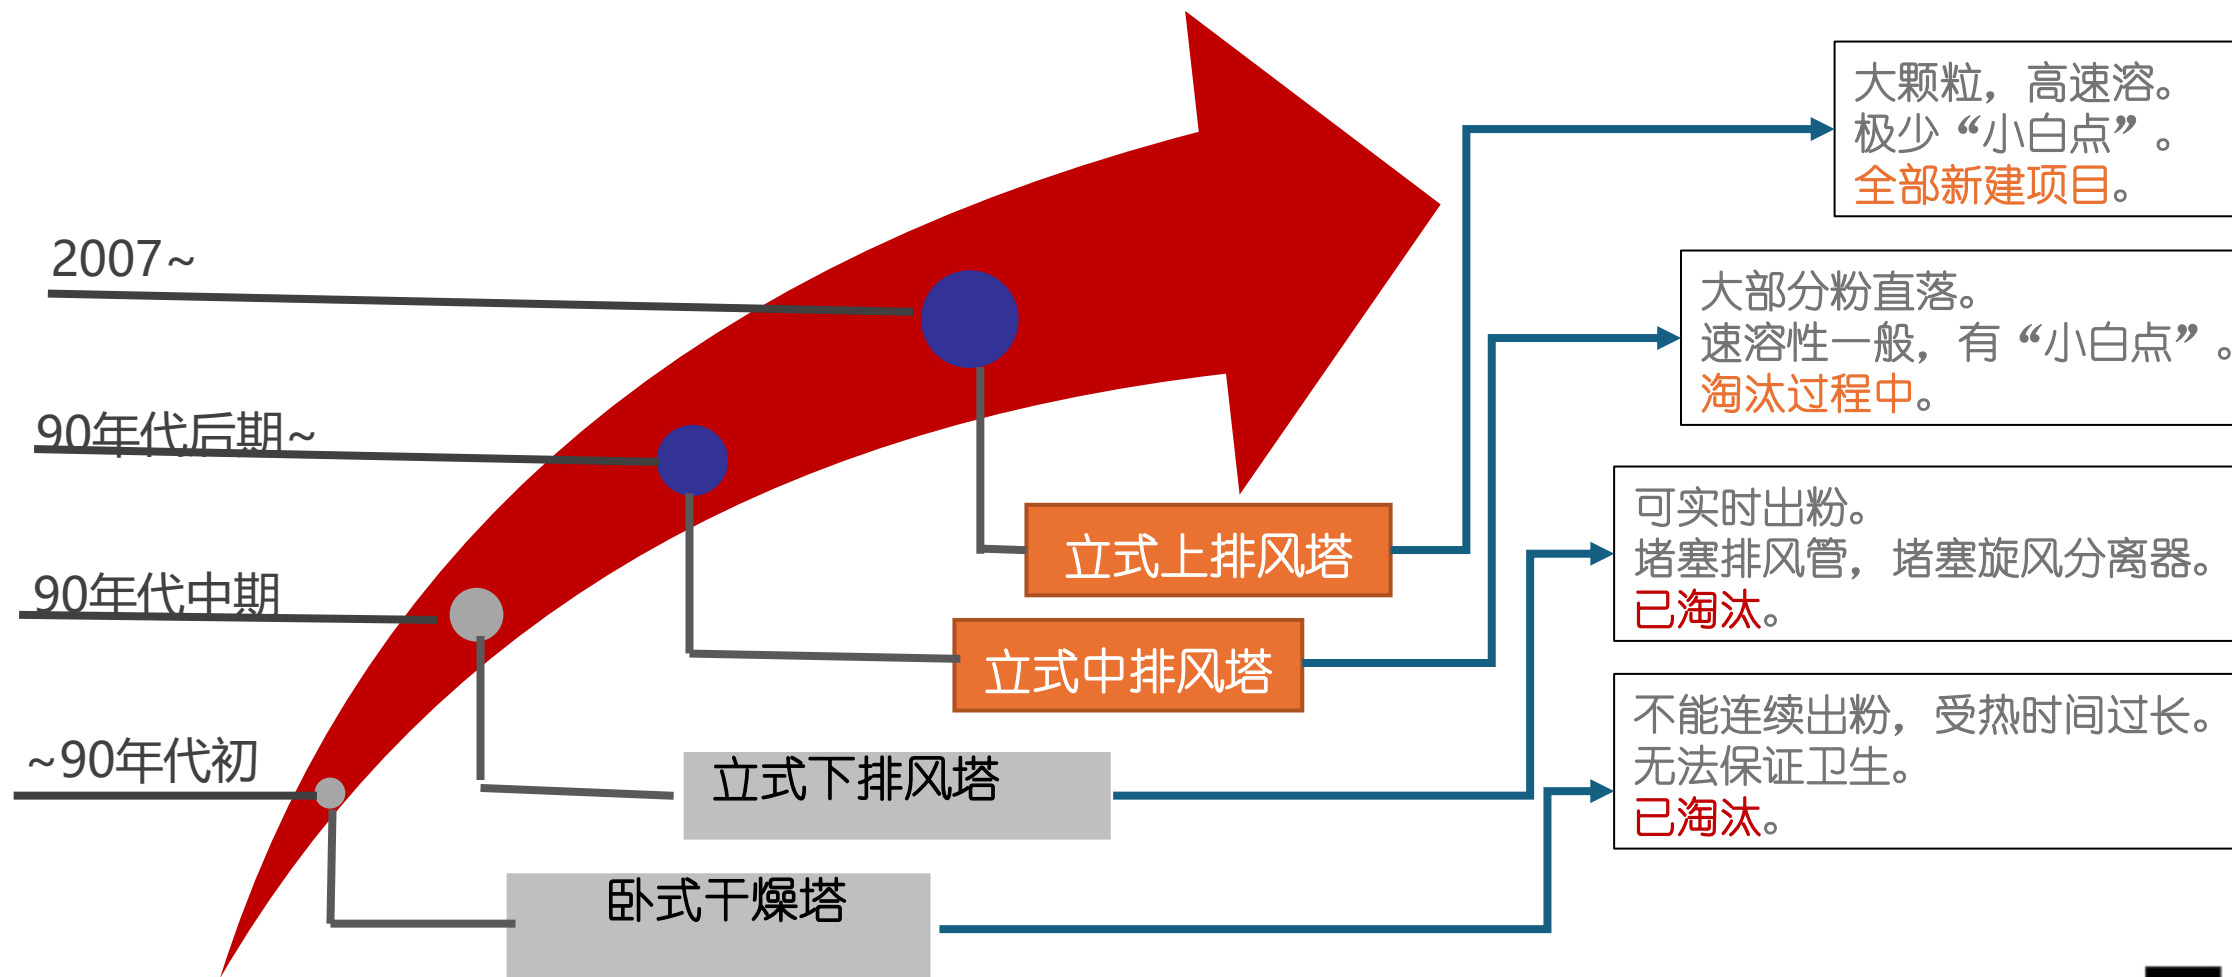 2007~
90年代后期~
90年代中期
~90年代初
立式上排风塔
立式中排风塔
立式下排风塔
卧式干燥塔
大颗粒，高速溶。
极少“小白点”。
全部新建项目。
大部分粉直落。
速溶性一般，有“小白点”。
淘汰过程中。
可实时出粉。
堵塞排风管，堵塞旋风分离器。
已淘汰。
不能连续出粉，受热时间过长。
无法保证卫生。
已淘汰。